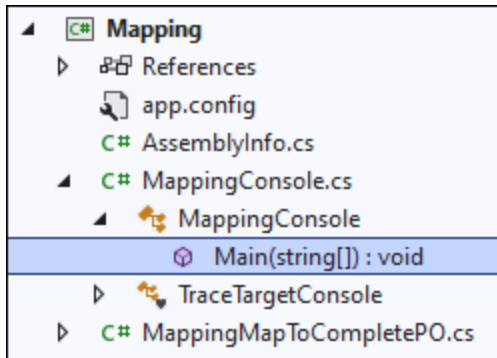 C# Mapping
References
app.config
C# AssemblyInfo.cs
C# MappingConsole.cs
MappingConsole
Main(string[]) : void
TraceTargetConsole
C# MappingMapToCompletePO.cs